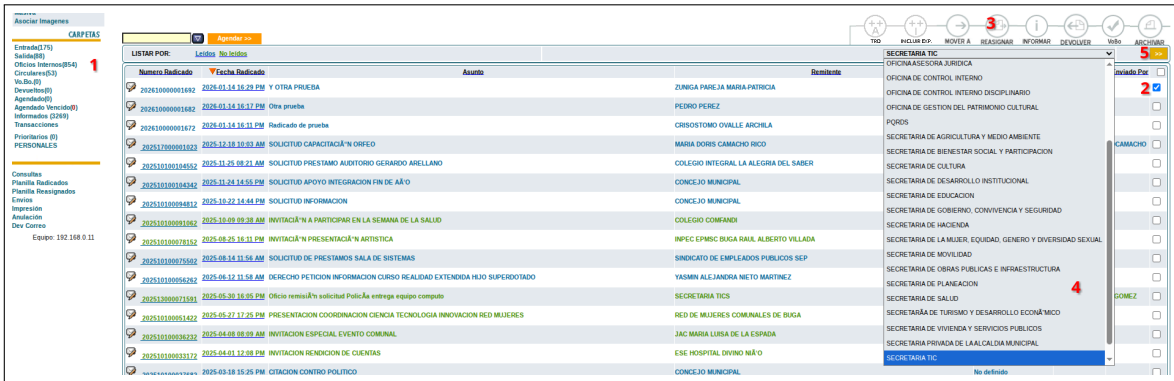 Asociar Imagenes
CARPETAS
Entrada(175)
Salida(88)
Oficios Internos(854)
Circulares(53)
Vo.Bo.(0)
Devueltos(0)
Agendado(0)
Agendado Vencido(0)
Informados (3269)
Transacciones
Prioritarios (0)
PERSONALES
1
Consultas
Planilla Radicados
Planilla Reasignados
Envios
Impresión
Anulación
Dev Correo
Equipo: 192.168.0.11
Agendar >>
TRD INCLUIR EXP. MOVER A REASIGNAR INFORMAR DEVOLVER VoBo ARCHIVAR
3
LISTAR POR: Leídos No leídos
SECRETARIA TIC
5 >>
Numero Radicado Fecha Radicado Asunto Remitente Enviado Por
202610000001692 2026-01-14 16:29 PM Y OTRA PRUEBA ZUNIGA PAREJA MARIA-PATRICIA
2
202610000001682 2026-01-14 16:17 PM Otra prueba PEDRO PEREZ
202610000001672 2026-01-14 16:11 PM Radicado de prueba CRISOSTOMO OVALLE ARCHILA
202517000001023 2025-12-18 10:03 AM SOLICITUD CAPACITACIÃ“N ORFEO MARIA DORIS CAMACHO RICO CAMACHO
202510100104552 2025-11-25 08:21 AM SOLICITUD PRESTAMO AUDITORIO GERARDO ARELLANO COLEGIO INTEGRAL LA ALEGRIA DEL SABER
202510100104342 2025-11-24 14:55 PM SOLICITUD APOYO INTEGRACION FIN DE AÃ‘O CONCEJO MUNICIPAL
202510100094812 2025-10-22 14:44 PM SOLICITUD INFORMACION CONCEJO MUNICIPAL
202510100091062 2025-10-09 09:38 AM INVITACIÃ“N A PARTICIPAR EN LA SEMANA DE LA SALUD COLEGIO COMFANDI
202510100078152 2025-08-25 16:11 PM INVITACIÃ“N PRESENTACIÃ“N ARTISTICA INPEC EPMSC BUGA RAUL ALBERTO VILLADA
202510100075502 2025-08-14 11:56 AM SOLICITUD DE PRESTAMOS SALA DE SISTEMAS SINDICATO DE EMPLEADOS PUBLICOS SEP
202510100056262 2025-06-12 11:58 AM DERECHO PETICION INFORMACION CURSO REALIDAD EXTENDIDA HIJO SUPERDOTADO YASMIN ALEJANDRA NIETO MARTINEZ
202513000071591 2025-05-30 16:05 PM Oficio remisiÃ³n solicitud PolicÃ­a entrega equipo computo SECRETARIA TICS GOMEZ
202510100051422 2025-05-27 17:25 PM PRESENTACION COORDINACION CIENCIA TECNOLOGIA INNOVACION RED MUJERES RED DE MUJERES COMUNALES DE BUGA
202510100036232 2025-04-08 08:09 AM INVITACION ESPECIAL EVENTO COMUNAL JAC MARIA LUISA DE LA ESPADA
202510100033172 2025-04-01 12:08 PM INVITACION RENDICION DE CUENTAS ESE HOSPITAL DIVINO NIÃ‘O
2025-03-18 15:25 PM CITACION CONTRO POLITICO CONCEJO MUNICIPAL No definido
OFICINA ASESORA JURIDICA
OFICINA DE CONTROL INTERNO
OFICINA DE CONTROL INTERNO DISCIPLINARIO
OFICINA DE GESTION DEL PATRIMONIO CULTURAL
PQRDS
SECRETARIA DE AGRICULTURA Y MEDIO AMBIENTE
SECRETARIA DE BIENESTAR SOCIAL Y PARTICIPACION
SECRETARIA DE CULTURA
SECRETARIA DE DESARROLLO INSTITUCIONAL
SECRETARIA DE EDUCACION
SECRETARIA DE GOBIERNO, CONVIVENCIA Y SEGURIDAD
SECRETARIA DE HACIENDA
SECRETARIA DE LA MUJER, EQUIDAD, GENERO Y DIVERSIDAD SEXUAL
SECRETARIA DE MOVILIDAD
SECRETARIA DE OBRAS PUBLICAS E INFRAESTRUCTURA
SECRETARIA DE PLANEACION
4
SECRETARIA DE SALUD
SECRETARÃA DE TURISMO Y DESARROLLO ECONÃ“MICO
SECRETARIA DE VIVIENDA Y SERVICIOS PUBLICOS
SECRETARIA PRIVADA DE LA ALCALDIA MUNICIPAL
SECRETARIA TIC